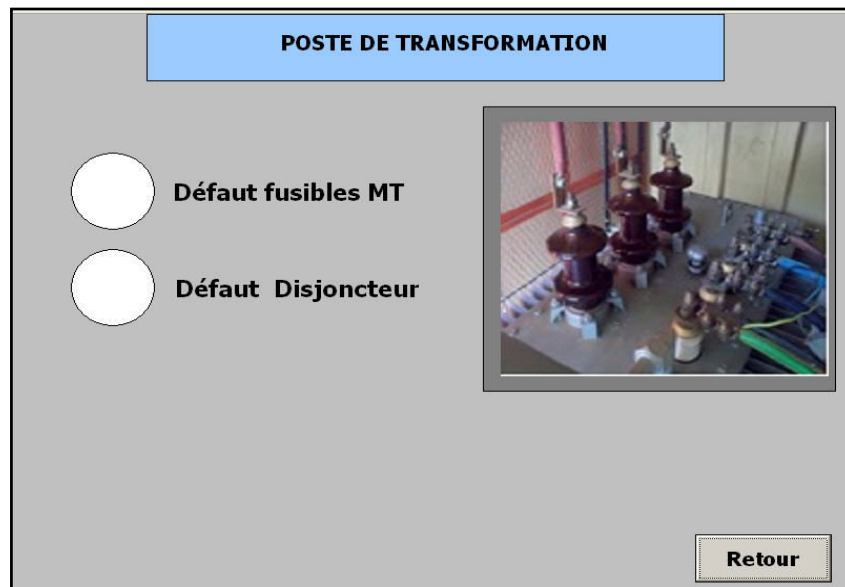 POSTE DE TRANSFORMATION
Défaut fusibles MT
Défaut Disjoncteur
Retour